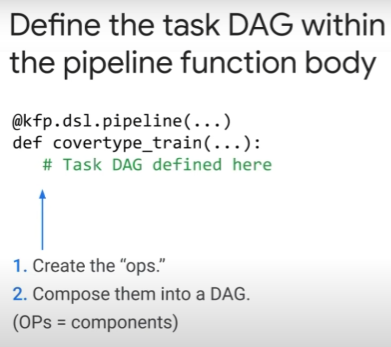 Define the task DAG within
the pipeline function body
@kfp.dsl.pipeline(...)
def covertype_train(...):
# Task DAG defined here
1. Create the “ops.”
2. Compose them into a DAG.
(OPs = components)